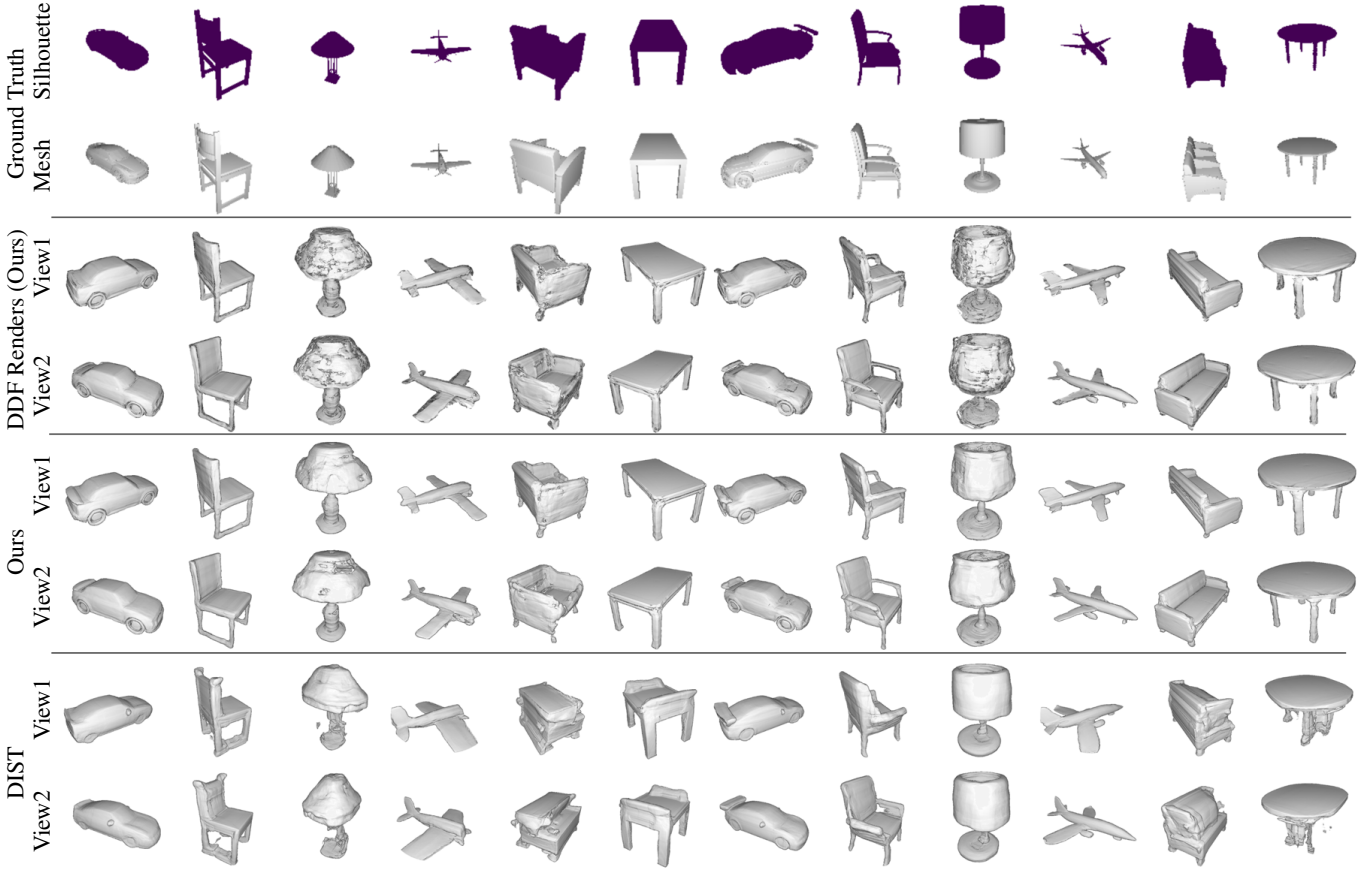 Ground Truth
Silhouette
Mesh
DDF Renders (Ours)
View1
View2
Ours
View1
View2
DIST
View1
View2